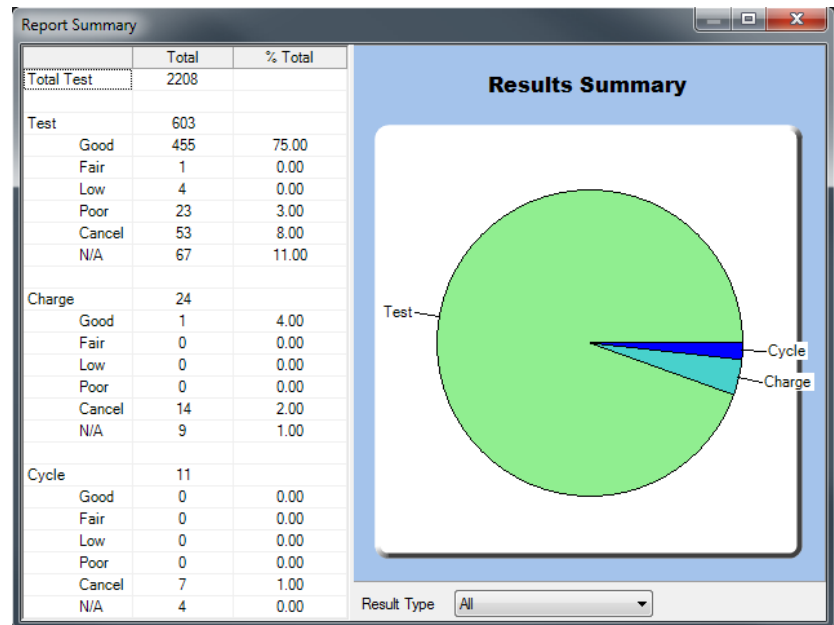 Report Summary
Total % Total
Total Test 2208
Test 603
Good 455 75.00
Fair 1 0.00
Low 4 0.00
Poor 23 3.00
Cancel 53 8.00
N/A 67 11.00
Charge 24
Good 1 4.00
Fair 0 0.00
Low 0 0.00
Poor 0 0.00
Cancel 14 2.00
N/A 9 1.00
Cycle 11
Good 0 0.00
Fair 0 0.00
Low 0 0.00
Poor 0 0.00
Cancel 7 1.00
N/A 4 0.00
Results Summary
Test
Cycle
Charge
Result Type All